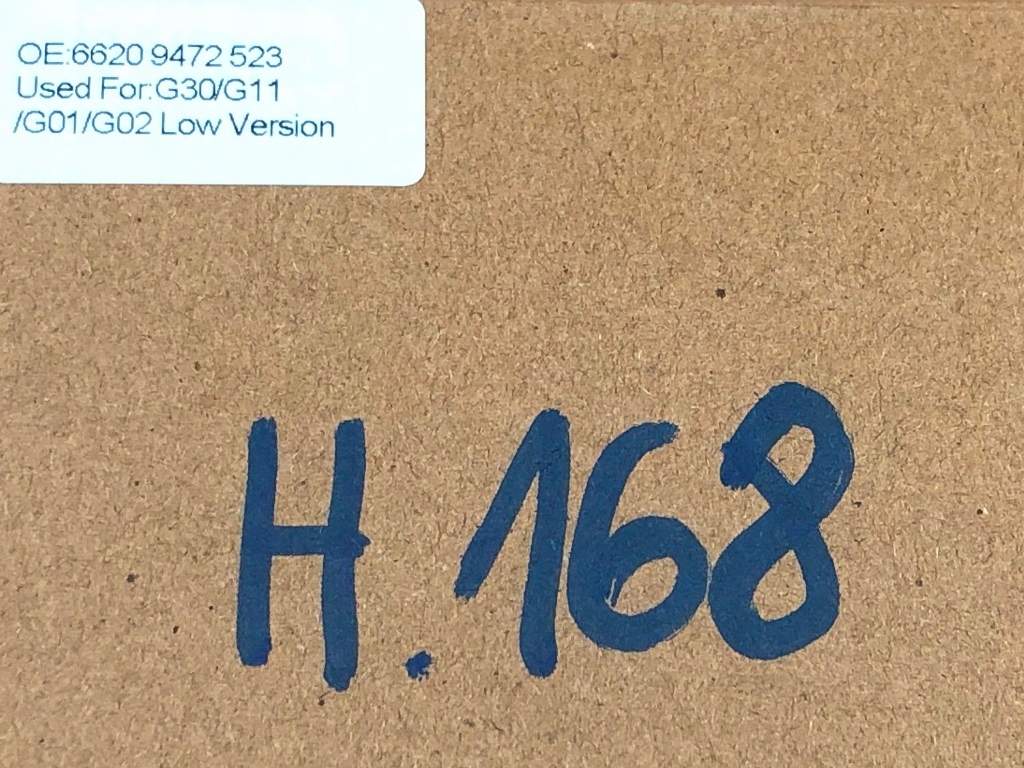 OE:6620 9472 523
Used For:G30/G11
/G01/G02 Low Version
H.168